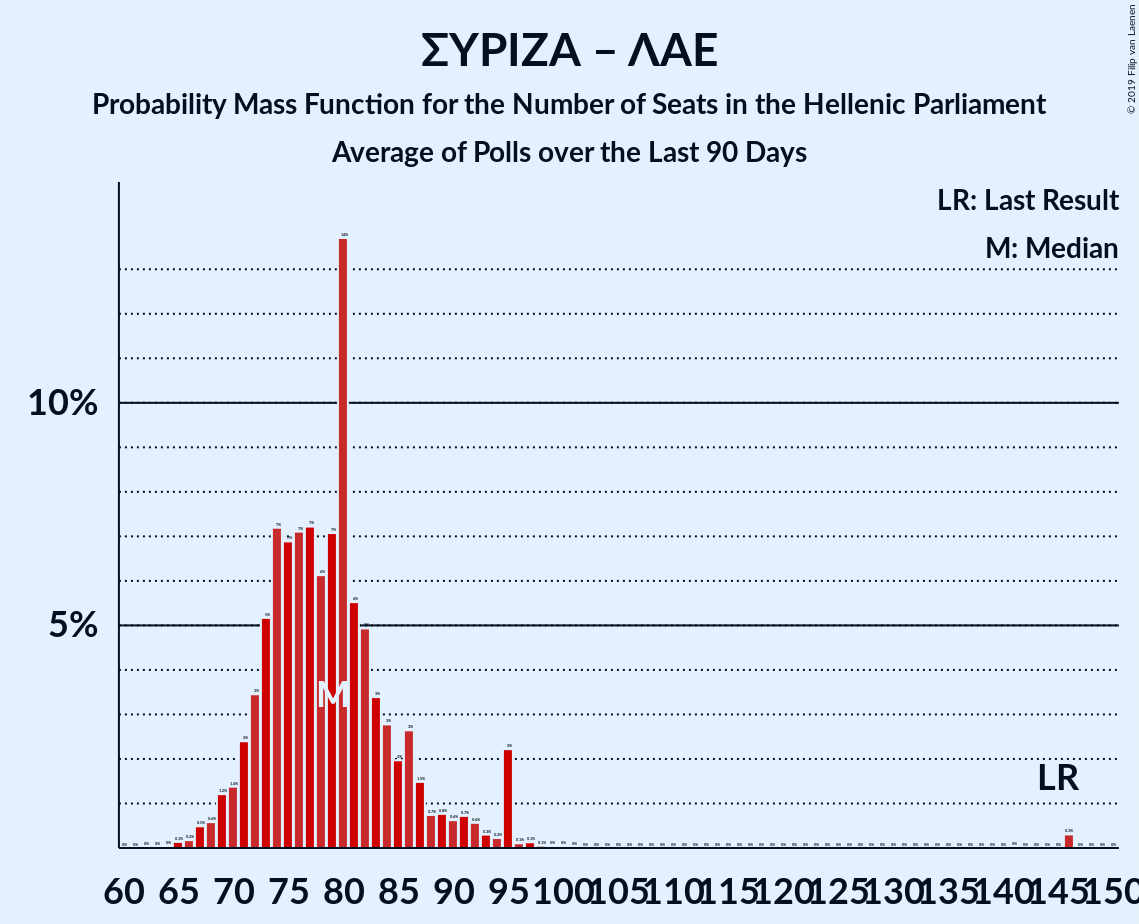 ΣΥΡΙΖΑ – ΛΑΕ
Probability Mass Function for the Number of Seats in the Hellenic Parliament
Average of Polls over the Last 90 Days
© 2019 Filip van Laenen
LR: Last Result
M: Median
10%
5%
M
LR
60 65 70 75 80 85 90 95 100 105 110 115 120 125 130 135 140 145 150